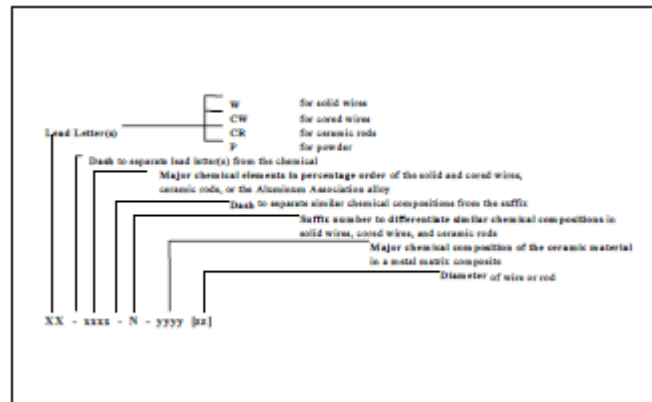 W for solid wires
CW for cored wires
Lead Letter(s)
CR for ceramic rods
P for powder
Dash to separate lead letter(s) from the chemical
Major chemical elements in percentage order of the solid and cored wires,
ceramic rods, or the Aluminum Association alloy
Dash to separate similar chemical compositions from the suffix
Suffix number to differentiate similar chemical compositions in
solid wires, cored wires, and ceramic rods
Major chemical composition of the ceramic material
in a metal matrix composite
Diameter of wire or rod
XX - xxxx - N - yyyy [zz]